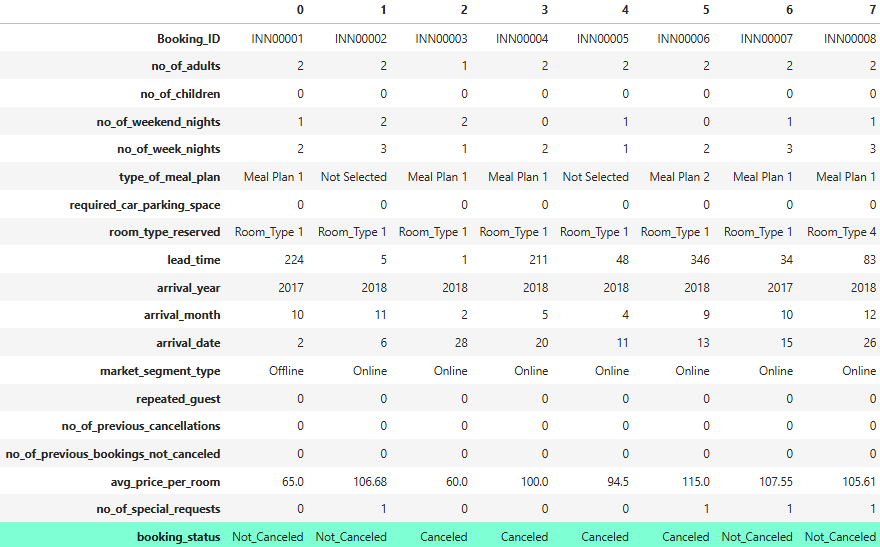 0 1 2 3 4 5 6 7
Booking_ID INN00001 INN00002 INN00003 INN00004 INN00005 INN00006 INN00007 INN00008
no_of_adults 2 2 1 2 2 2 2 2
no_of_children 0 0 0 0 0 0 0 0
no_of_weekend_nights 1 2 2 0 1 0 1 1
no_of_week_nights 2 3 1 2 1 2 3 3
type_of_meal_plan Meal Plan 1 Not Selected Meal Plan 1 Meal Plan 1 Not Selected Meal Plan 2 Meal Plan 1 Meal Plan 1
required_car_parking_space 0 0 0 0 0 0 0 0
room_type_reserved Room_Type 1 Room_Type 1 Room_Type 1 Room_Type 1 Room_Type 1 Room_Type 1 Room_Type 1 Room_Type 4
lead_time 224 5 1 211 48 346 34 83
arrival_year 2017 2018 2018 2018 2018 2018 2017 2018
arrival_month 10 11 2 5 4 9 10 12
arrival_date 2 6 28 20 11 13 15 26
market_segment_type Offline Online Online Online Online Online Online Online
repeated_guest 0 0 0 0 0 0 0 0
no_of_previous_cancellations 0 0 0 0 0 0 0 0
no_of_previous_bookings_not_canceled 0 0 0 0 0 0 0 0
avg_price_per_room 65.0 106.68 60.0 100.0 94.5 115.0 107.55 105.61
no_of_special_requests 0 1 0 0 0 1 1 1
booking_status Not_Canceled Not_Canceled Canceled Canceled Canceled Canceled Not_Canceled Not_Canceled